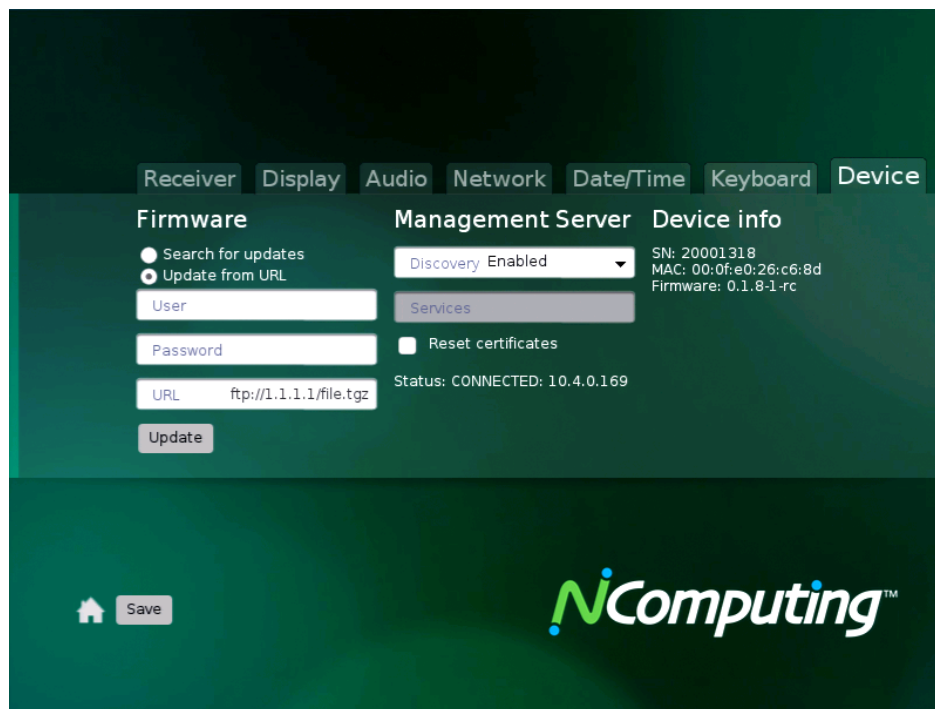 Receiver Display Audio Network Date/Time Keyboard Device
Firmware
Search for updates
Update from URL
User
Password
URL ftp://1.1.1.1/file.tgz
Update
Management Server
Discovery Enabled
Services
Reset certificates
Status: CONNECTED: 10.4.0.169
Device info
SN: 20001318
MAC: 00:0f:e0:26:c6:8d
Firmware: 0.1.8-1-rc
Save
NComputing™